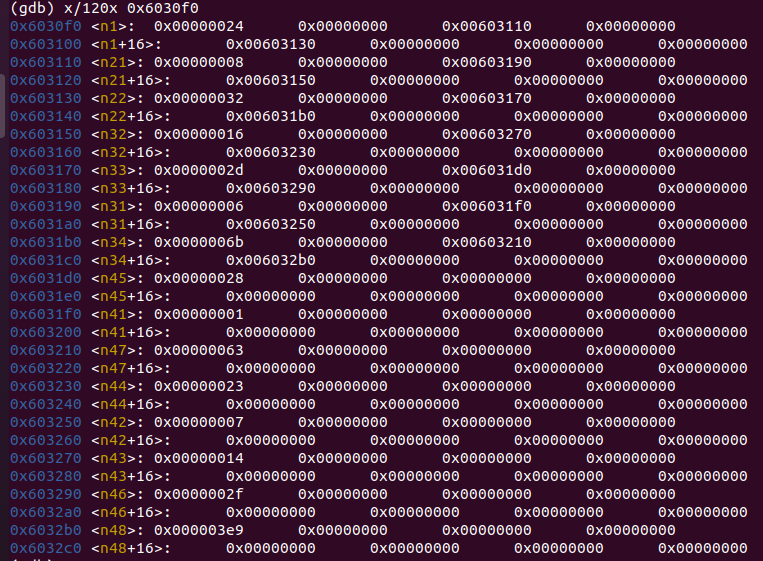 (gdb) x/120x 0x6030f0
0x6030f0 <n1>: 0x00000024 0x00000000 0x00603110 0x00000000
0x603100 <n1+16>: 0x00603130 0x00000000 0x00000000 0x00000000
0x603110 <n21>: 0x00000008 0x00000000 0x00603190 0x00000000
0x603120 <n21+16>: 0x00603150 0x00000000 0x00000000 0x00000000
0x603130 <n22>: 0x00000032 0x00000000 0x00603170 0x00000000
0x603140 <n22+16>: 0x006031b0 0x00000000 0x00000000 0x00000000
0x603150 <n32>: 0x00000016 0x00000000 0x00603270 0x00000000
0x603160 <n32+16>: 0x00603230 0x00000000 0x00000000 0x00000000
0x603170 <n33>: 0x0000002d 0x00000000 0x006031d0 0x00000000
0x603180 <n33+16>: 0x00603290 0x00000000 0x00000000 0x00000000
0x603190 <n31>: 0x00000006 0x00000000 0x006031f0 0x00000000
0x6031a0 <n31+16>: 0x00603250 0x00000000 0x00000000 0x00000000
0x6031b0 <n34>: 0x0000006b 0x00000000 0x00603210 0x00000000
0x6031c0 <n34+16>: 0x006032b0 0x00000000 0x00000000 0x00000000
0x6031d0 <n45>: 0x00000028 0x00000000 0x00000000 0x00000000
0x6031e0 <n45+16>: 0x00000000 0x00000000 0x00000000 0x00000000
0x6031f0 <n41>: 0x00000001 0x00000000 0x00000000 0x00000000
0x603200 <n41+16>: 0x00000000 0x00000000 0x00000000 0x00000000
0x603210 <n47>: 0x00000063 0x00000000 0x00000000 0x00000000
0x603220 <n47+16>: 0x00000000 0x00000000 0x00000000 0x00000000
0x603230 <n44>: 0x00000023 0x00000000 0x00000000 0x00000000
0x603240 <n44+16>: 0x00000000 0x00000000 0x00000000 0x00000000
0x603250 <n42>: 0x00000007 0x00000000 0x00000000 0x00000000
0x603260 <n42+16>: 0x00000000 0x00000000 0x00000000 0x00000000
0x603270 <n43>: 0x00000014 0x00000000 0x00000000 0x00000000
0x603280 <n43+16>: 0x00000000 0x00000000 0x00000000 0x00000000
0x603290 <n46>: 0x0000002f 0x00000000 0x00000000 0x00000000
0x6032a0 <n46+16>: 0x00000000 0x00000000 0x00000000 0x00000000
0x6032b0 <n48>: 0x000003e9 0x00000000 0x00000000 0x00000000
0x6032c0 <n48+16>: 0x00000000 0x00000000 0x00000000 0x00000000